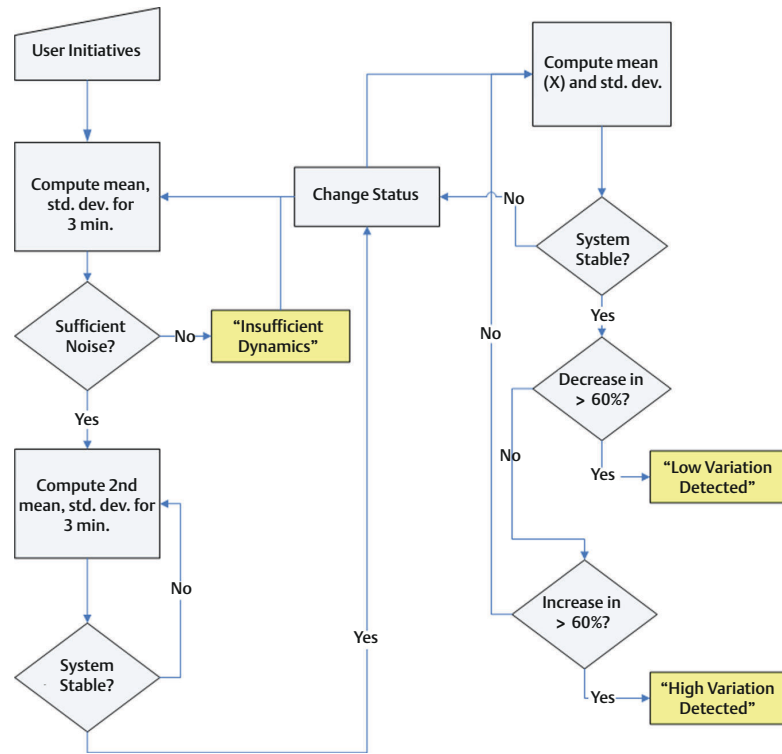 User Initiatives
Compute mean,
std. dev. for
3 min.
Sufficient
Noise?
No
"Insufficient
Dynamics"
Yes
Compute 2nd
mean, std. dev. for
3 min.
No
System
Stable?
Yes
Change Status
Compute mean
(X) and std. dev.
No
System
Stable?
Yes
No
Decrease in
> 60%?
No
Yes
“Low Variation
Detected”
Increase in
> 60%?
Yes
“High Variation
Detected”